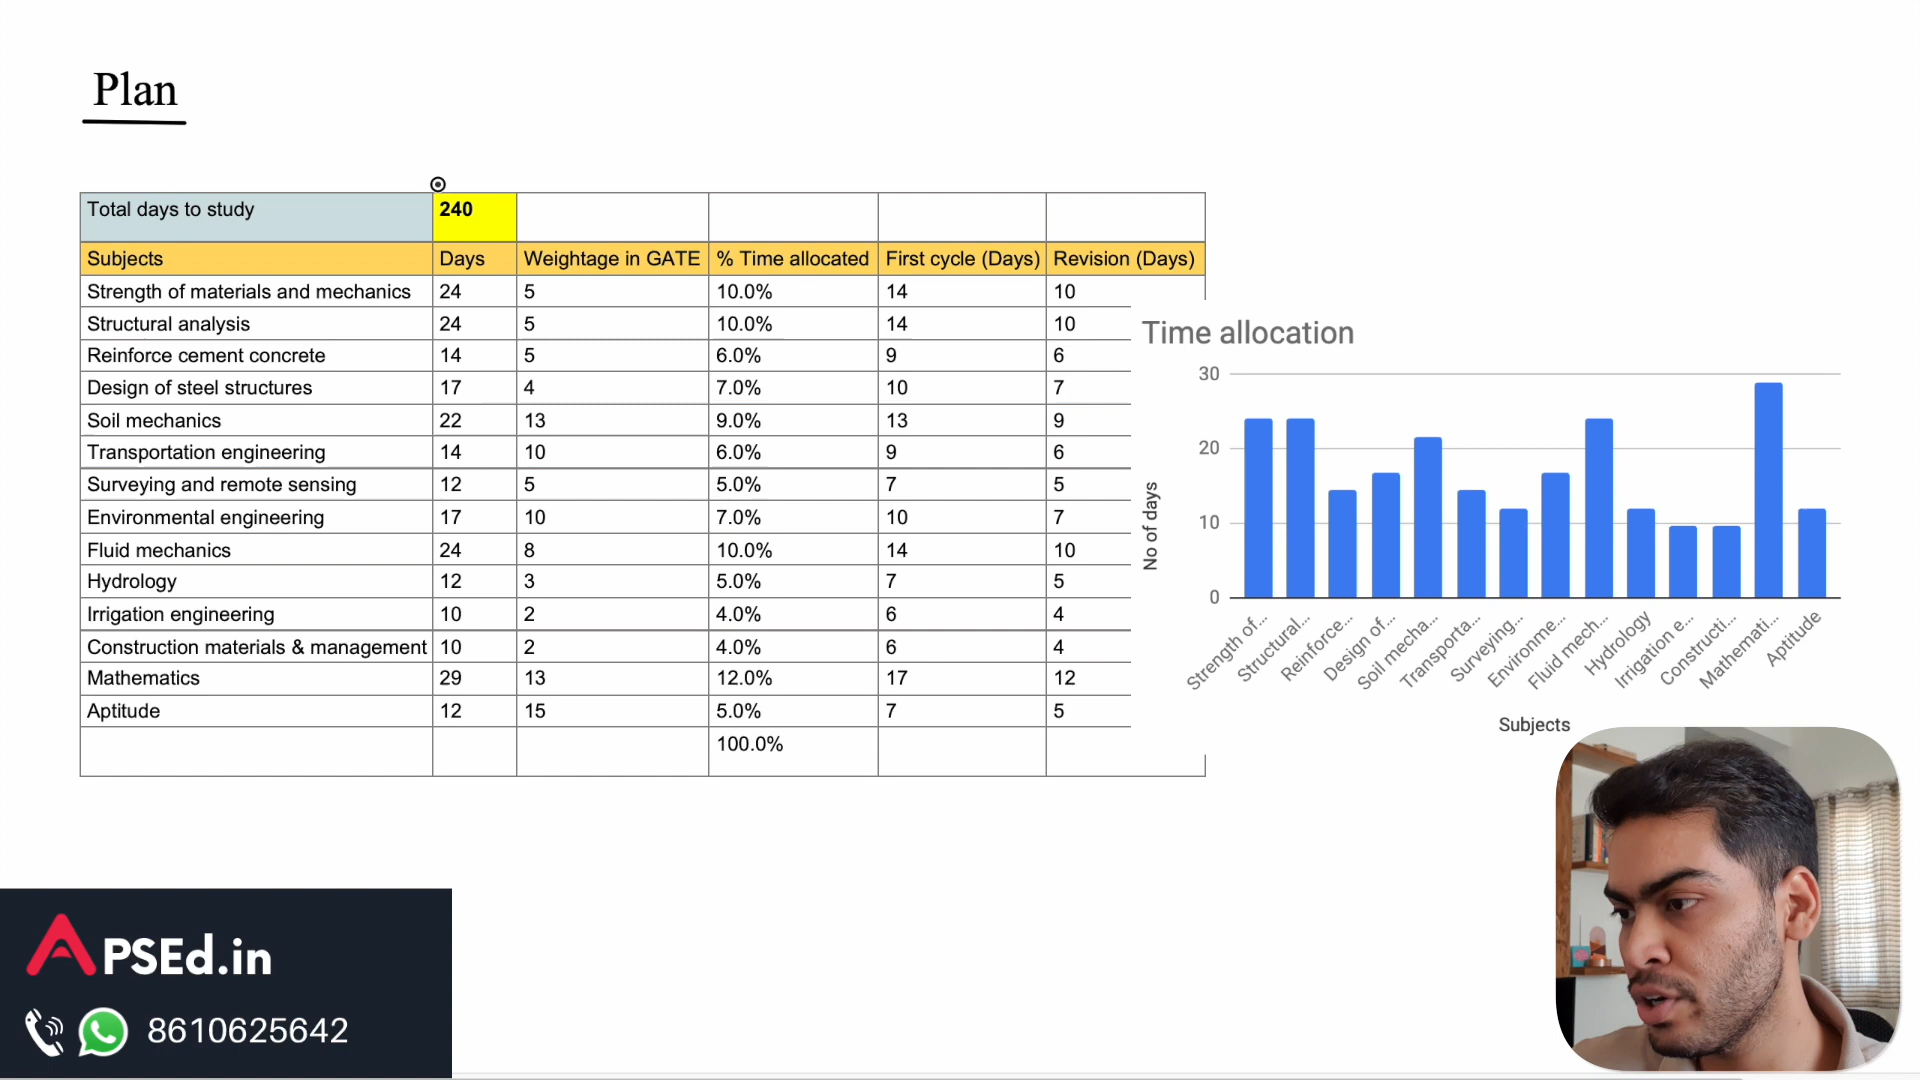 Plan
Total days to study 240
Subjects Days Weightage in GATE % Time allocated First cycle (Days) Revision (Days)
Strength of materials and mechanics 24 5 10.0% 14 10
Structural analysis 24 5 10.0% 14 10
Reinforce cement concrete 14 5 6.0% 9 6
Design of steel structures 17 4 7.0% 10 7
Soil mechanics 22 13 9.0% 13 9
Transportation engineering 14 10 6.0% 9 6
Surveying and remote sensing 12 5 5.0% 7 5
Environmental engineering 17 10 7.0% 10 7
Fluid mechanics 24 8 10.0% 14 10
Hydrology 12 3 5.0% 7 5
Irrigation engineering 10 2 4.0% 6 4
Construction materials & management 10 2 4.0% 6 4
Mathematics 29 13 12.0% 17 12
Aptitude 12 15 5.0% 7 5
100.0%
Time allocation
30
20
10
0
No of days
Strength of...
Structural...
Reinforce...
Design of...
Soil mecha...
Transporta...
Surveying...
Environme...
Fluid mech...
Hydrology
Irrigation e...
Constructi...
Mathemati...
Aptitude
Subjects
APSEd.in
8610625642